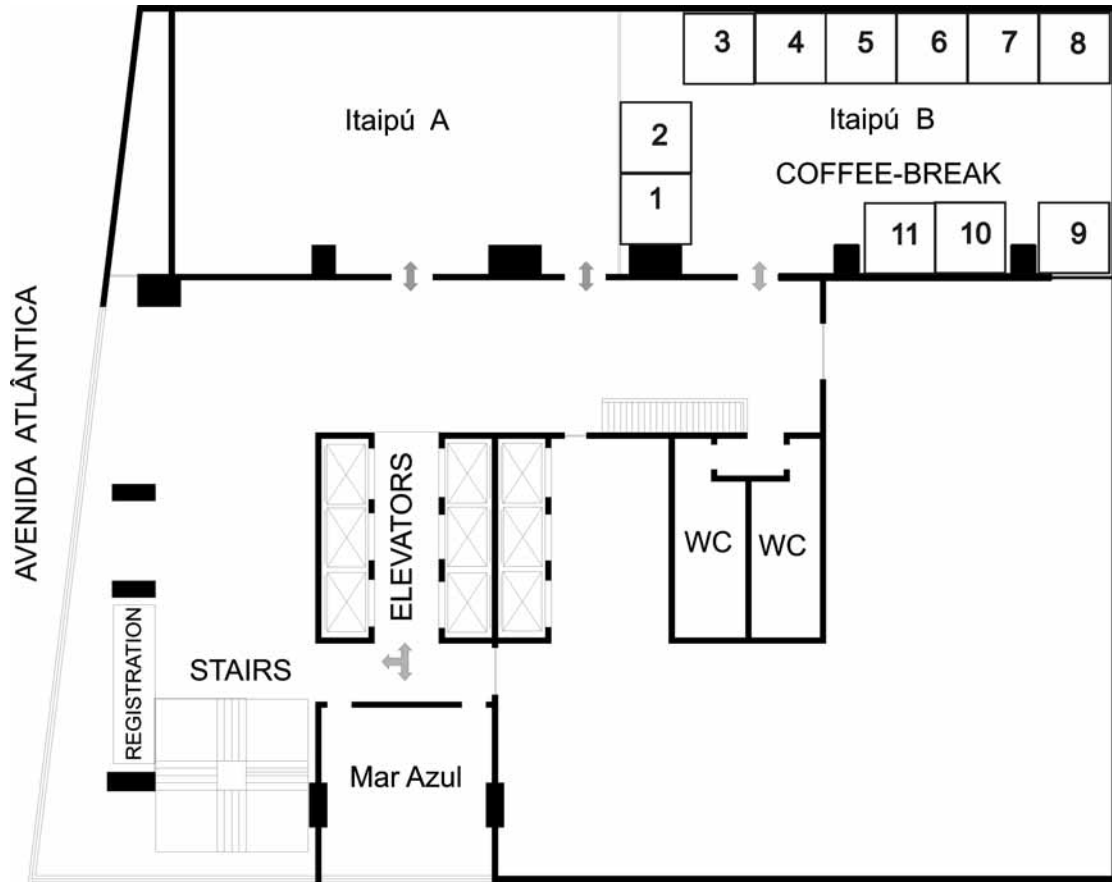 3
4
5
6
7
8
Itaipú A
2
Itaipú B
COFFEE-BREAK
1
11
10
9
AVENIDA ATLÂNTICA
ELEVATORS
WC
WC
REGISTRATION
STAIRS
Mar Azul